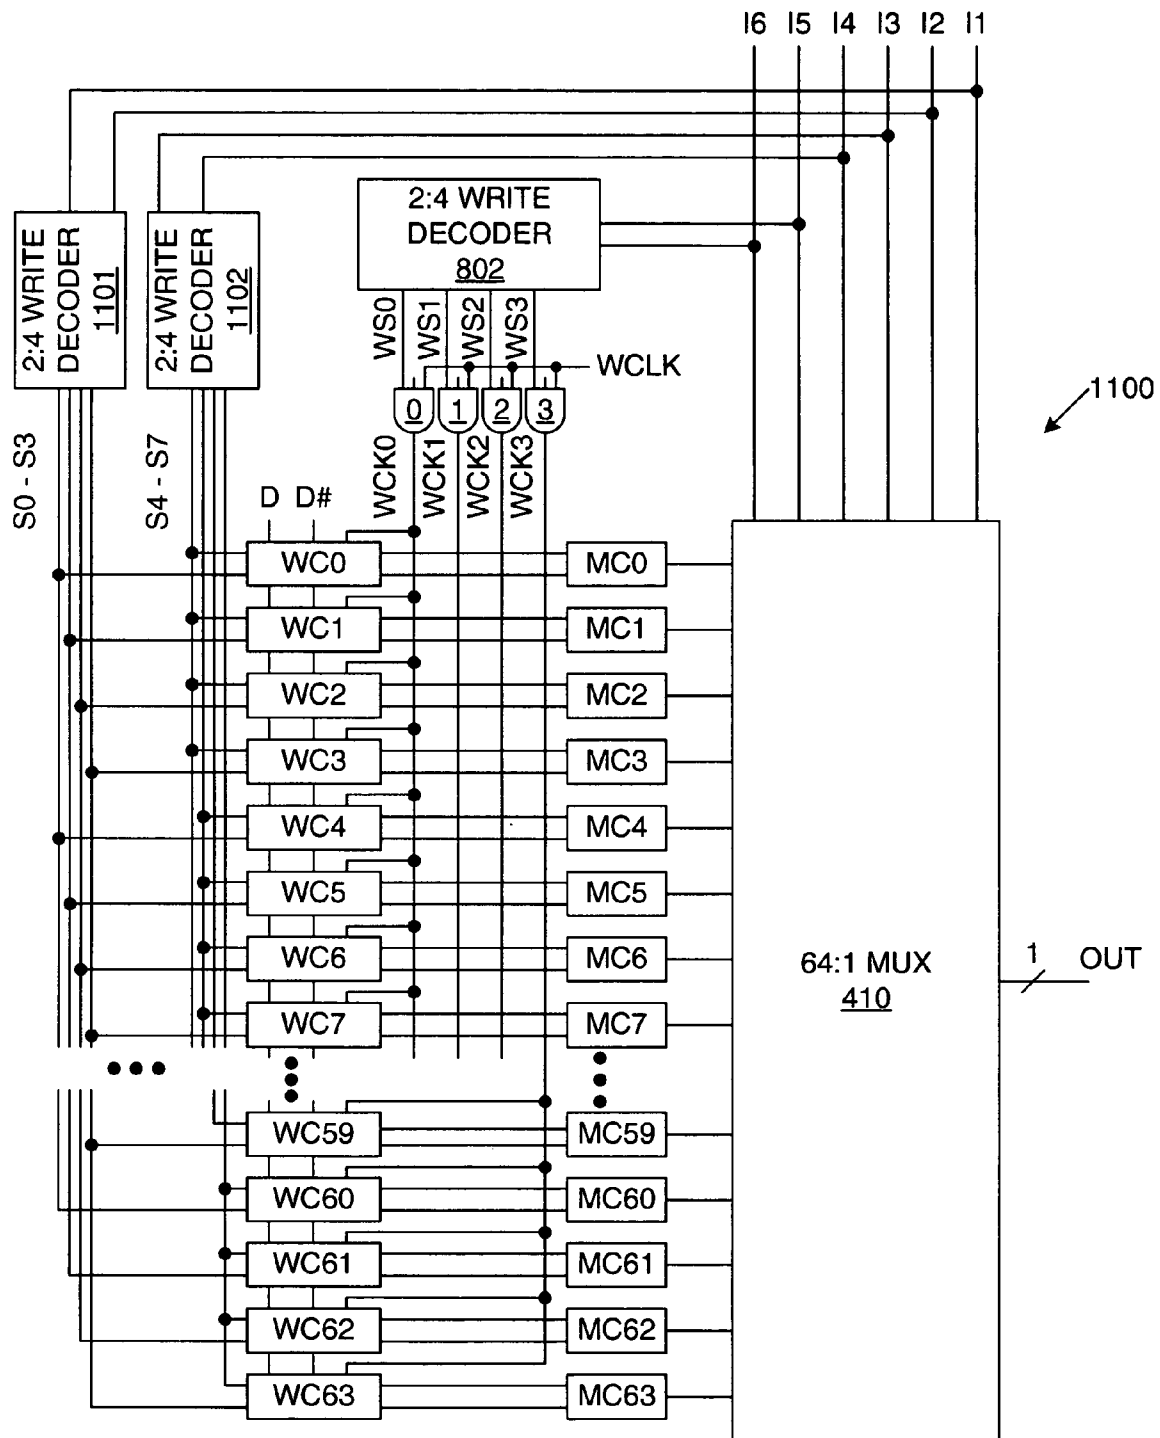 I6 I5 I4 I3 I2 I1
2:4 WRITE
DECODER
1101
2:4 WRITE
DECODER
1102
2:4 WRITE
DECODER
802
WS0
WS1
WS2
WS3
WCLK
0 1 2 3
1100
S0 - S3
S4 - S7
WCK0
WCK1
WCK2
WCK3
D D#
WC0 MC0
WC1 MC1
WC2 MC2
WC3 MC3
WC4 MC4
WC5 MC5
WC6 MC6
WC7 MC7
64:1 MUX
410
1 OUT
WC59 MC59
WC60 MC60
WC61 MC61
WC62 MC62
WC63 MC63